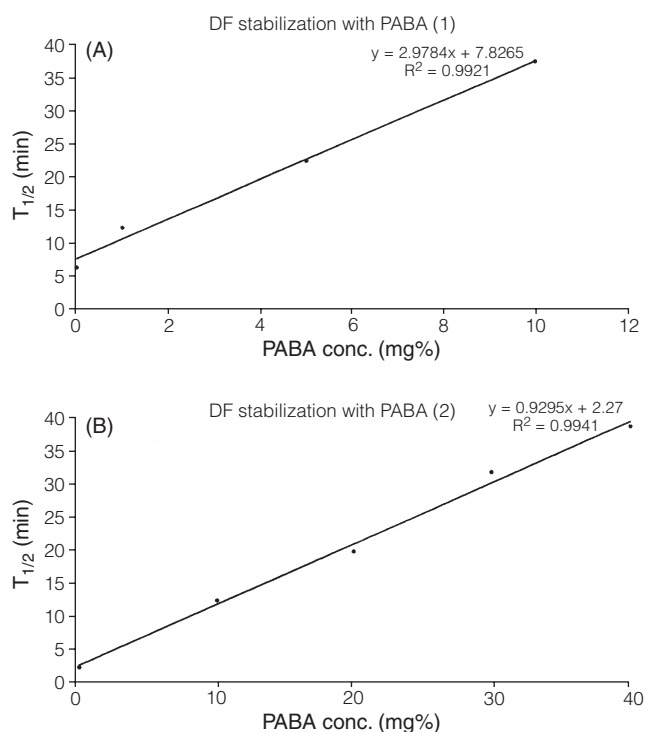 DF stabilization with PABA (1)
(A)
y = 2.9784x + 7.8265
R² = 0.9921
40
35
30
25
20
15
10
5
0
T1/2 (min)
0 2 4 6 8 10 12
PABA conc. (mg%)
DF stabilization with PABA (2)
(B)
y = 0.9295x + 2.27
R² = 0.9941
40
35
30
25
20
15
10
5
0
T1/2 (min)
0 10 20 30 40
PABA conc. (mg%)